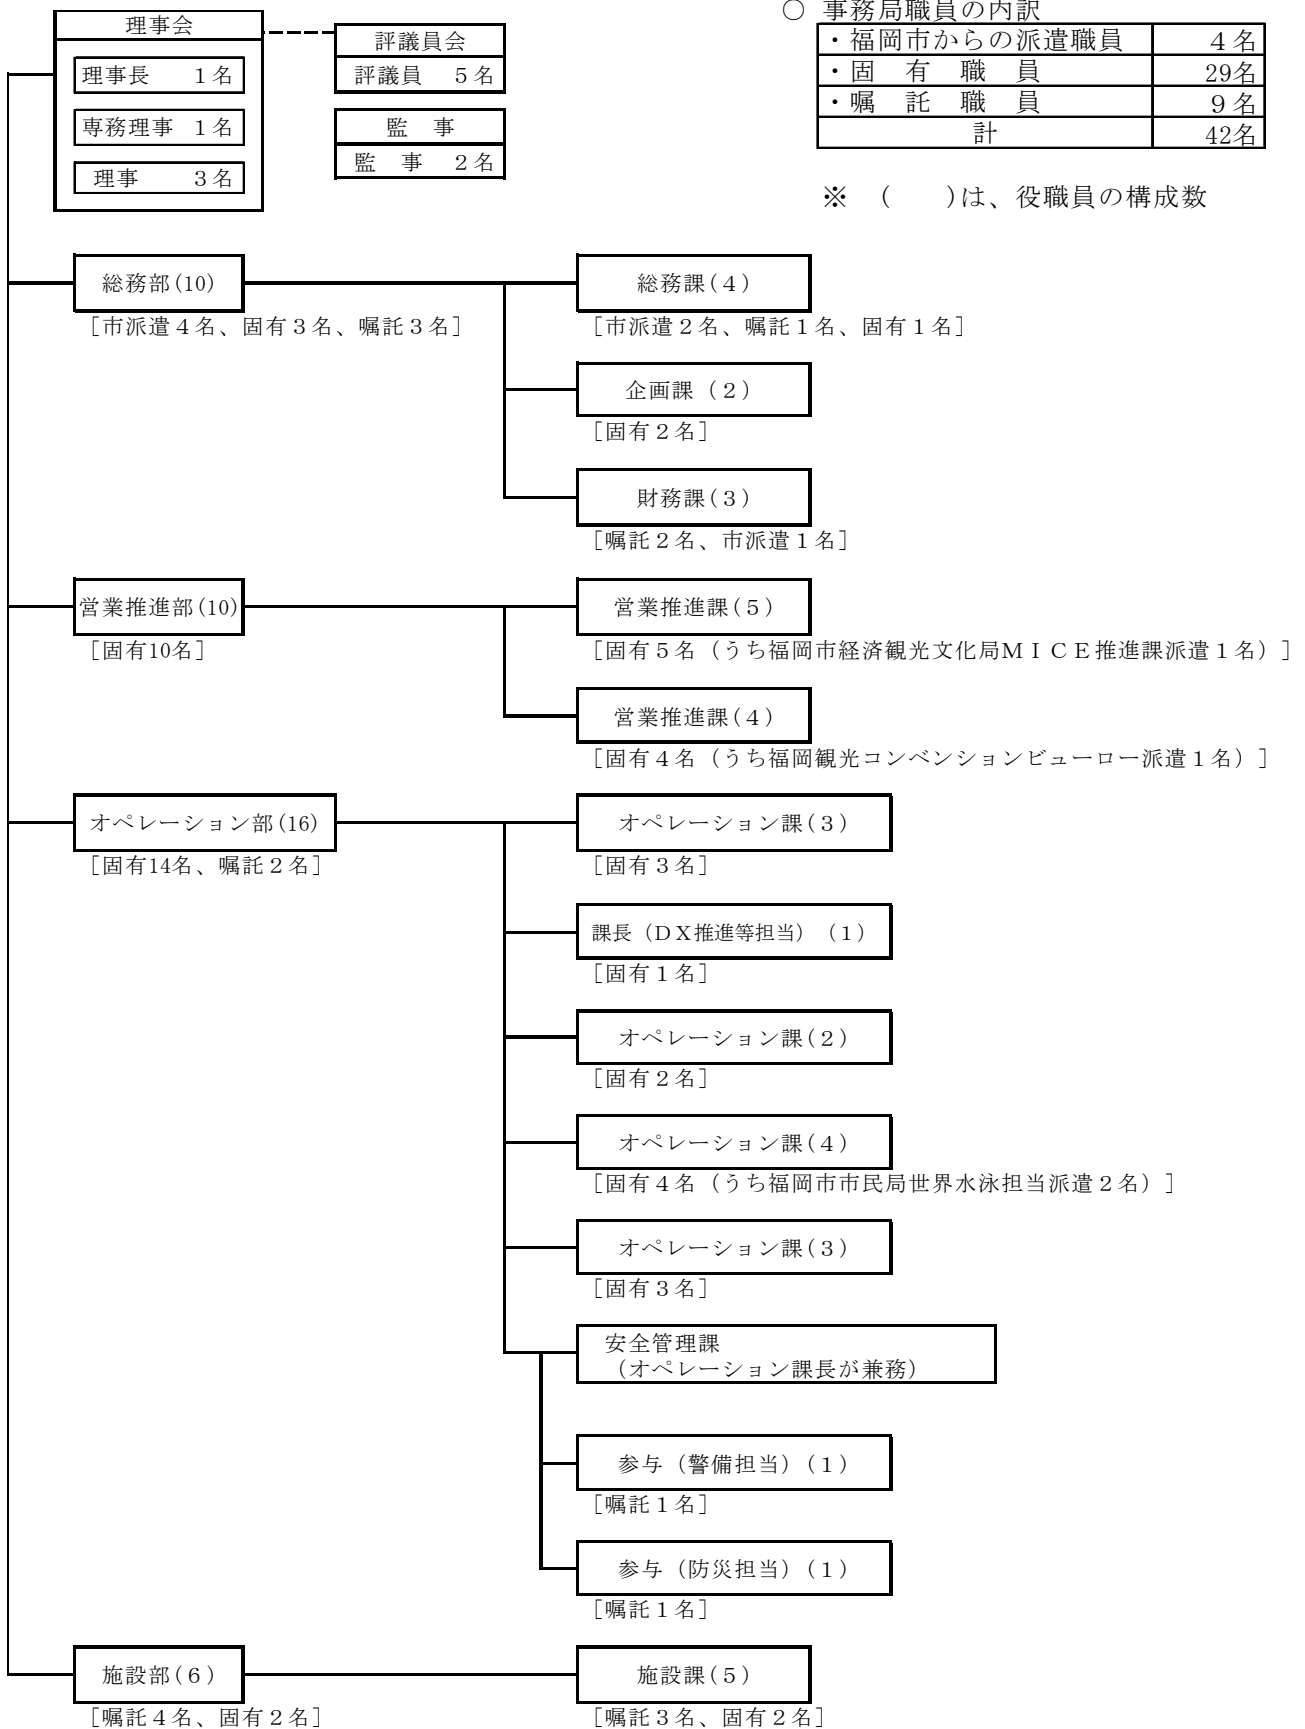 理事会
理事長　１名
専務理事　１名
理事　３名
評議員会
評議員　５名
監　事
監　事　２名
○ 事務局職員の内訳
・福岡市からの派遣職員　４名
・固　有　職　員　29名
・嘱　託　職　員　９名
計　42名
※　(　　)は、役職員の構成数
総務部(10)
［市派遣４名、固有３名、嘱託３名］
総務課(４)
［市派遣２名、嘱託１名、固有１名］
企画課（２）
［固有２名］
財務課(３)
［嘱託２名、市派遣１名］
営業推進部(10)
［固有10名］
営業推進課(５)
［固有５名（うち福岡市経済観光文化局ＭＩＣＥ推進課派遣１名）］
営業推進課(４)
［固有４名（うち福岡観光コンベンションビューロー派遣１名）］
オペレーション部(16)
［固有14名、嘱託２名］
オペレーション課(３)
［固有３名］
課長（ＤＸ推進等担当）（１）
［固有１名］
オペレーション課(２)
［固有２名］
オペレーション課(４)
［固有４名（うち福岡市市民局世界水泳担当派遣２名）］
オペレーション課(３)
［固有３名］
安全管理課
（オペレーション課長が兼務）
参与（警備担当）(１)
［嘱託１名］
参与（防災担当）(１)
［嘱託１名］
施設部(６)
［嘱託４名、固有２名］
施設課(５)
［嘱託３名、固有２名］